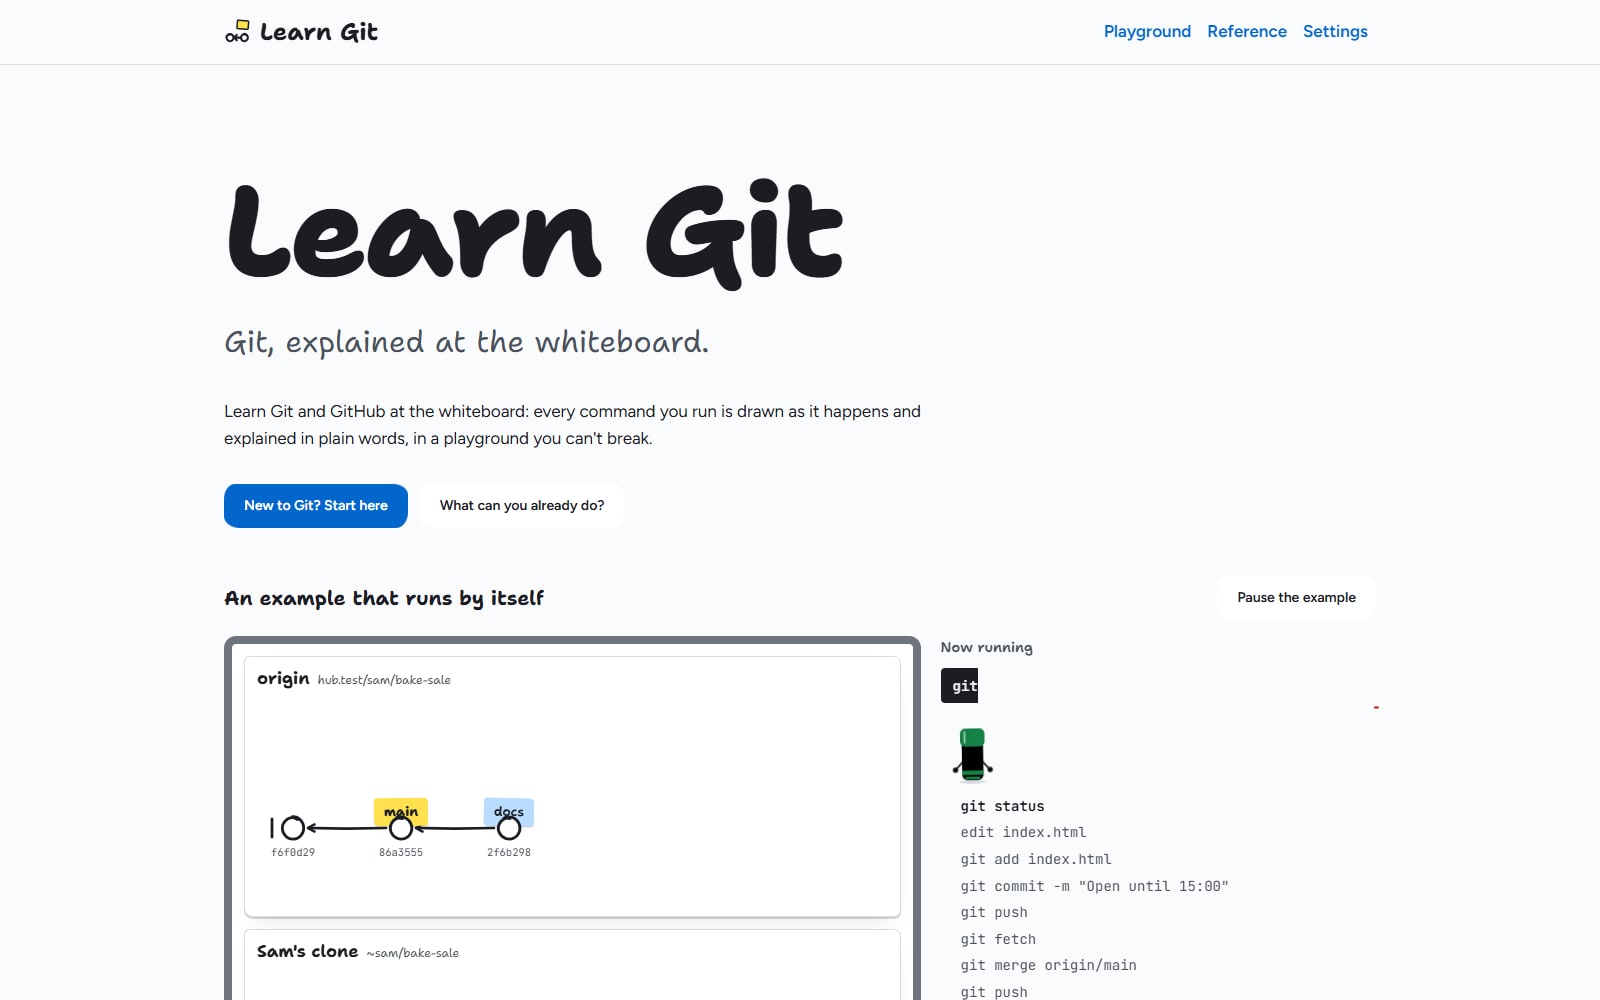 Learn Git
Playground Reference Settings
Learn Git
Git, explained at the whiteboard.
Learn Git and GitHub at the whiteboard: every command you run is drawn as it happens and
explained in plain words, in a playground you can't break.
New to Git? Start here
What can you already do?
An example that runs by itself
Pause the example
origin hub.test/sam/bake-sale
main
docs
f6f0d29
86a3555
2f6b298
Sam's clone ~sam/bake-sale
Now running
git
git status
edit index.html
git add index.html
git commit -m "Open until 15:00"
git push
git fetch
git merge origin/main
git push